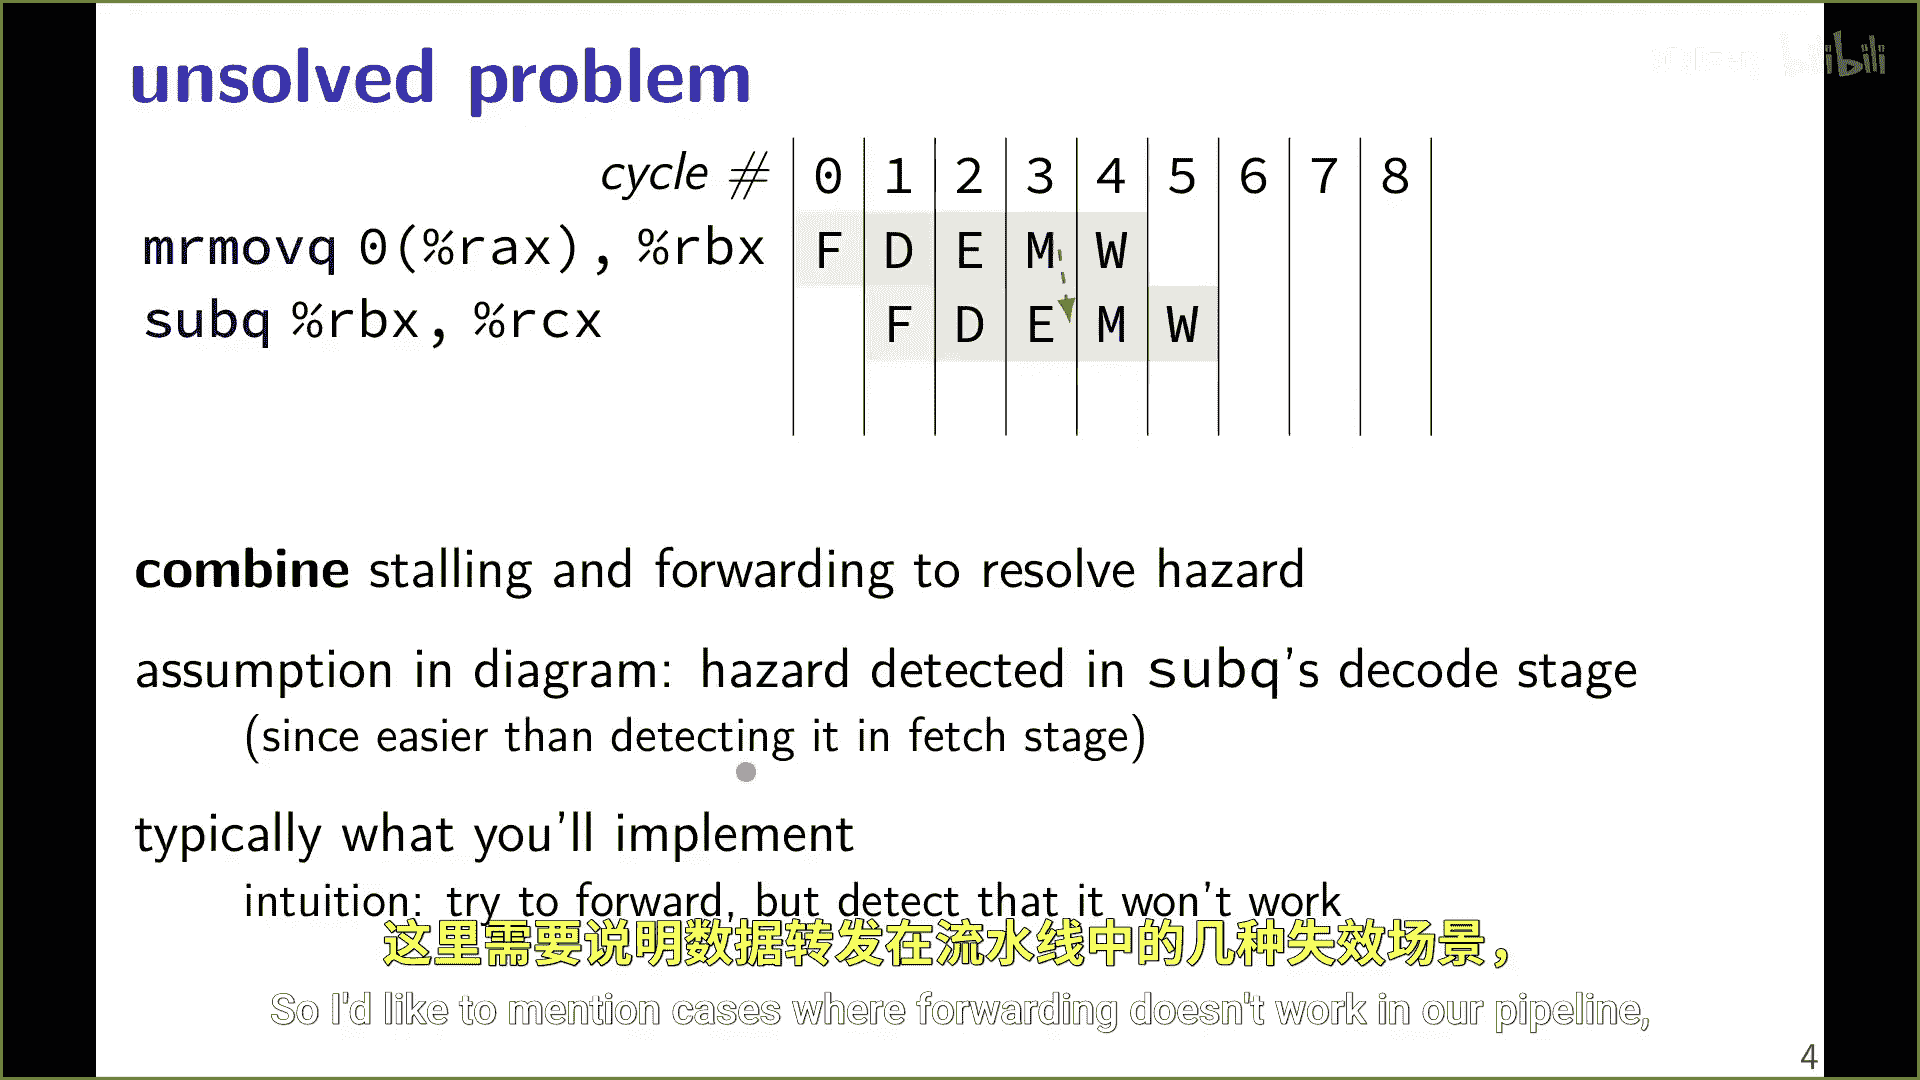 unsolved problem
bilibili
cycle # 0 1 2 3 4 5 6 7 8
mrmovq 0(%rax), %rbx F D E M W
subq %rbx, %rcx F D E M W
combine stalling and forwarding to resolve hazard
assumption in diagram: hazard detected in subq's decode stage
(since easier than detecting it in fetch stage)
typically what you'll implement
intuition: try to forward, but detect that it won't work
这里需要说明数据转发在流水线中的几种失效场景，
So I'd like to mention cases where forwarding doesn't work in our pipeline,
4